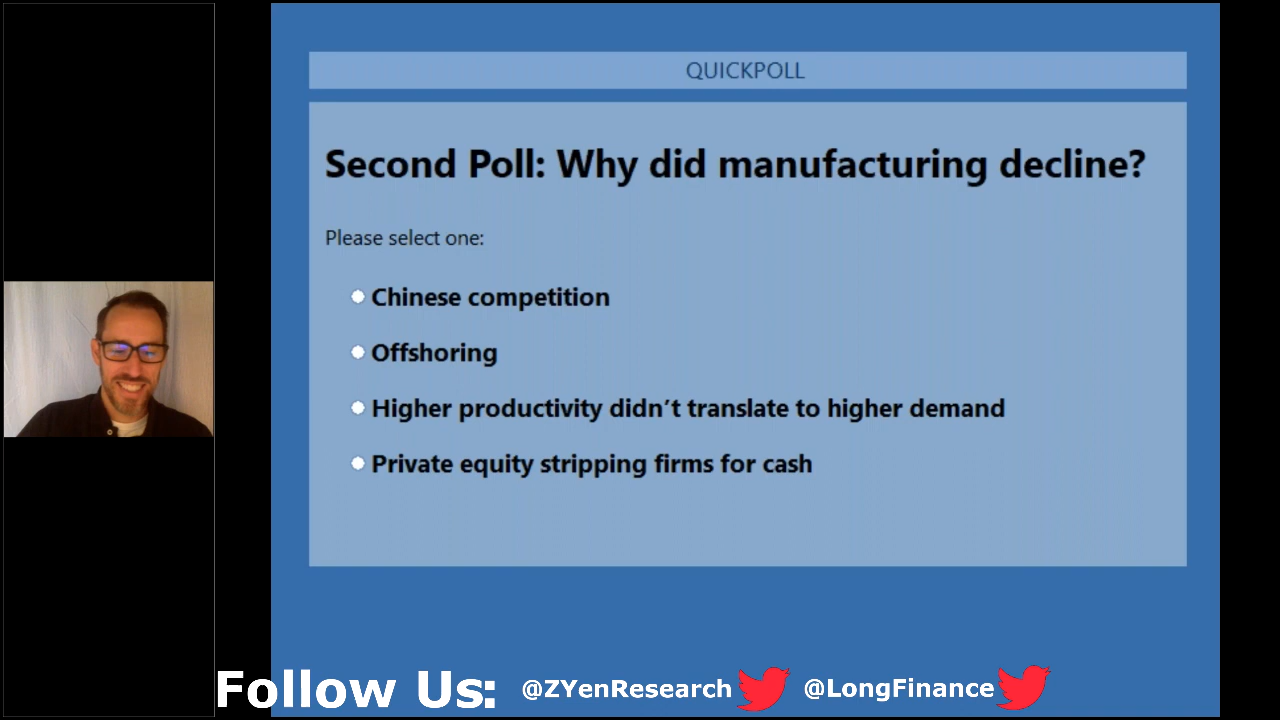 QUICKPOLL
Second Poll: Why did manufacturing decline?
Please select one:
Chinese competition
Offshoring
Higher productivity didn’t translate to higher demand
Private equity stripping firms for cash
Follow Us: @ZYenResearch @LongFinance